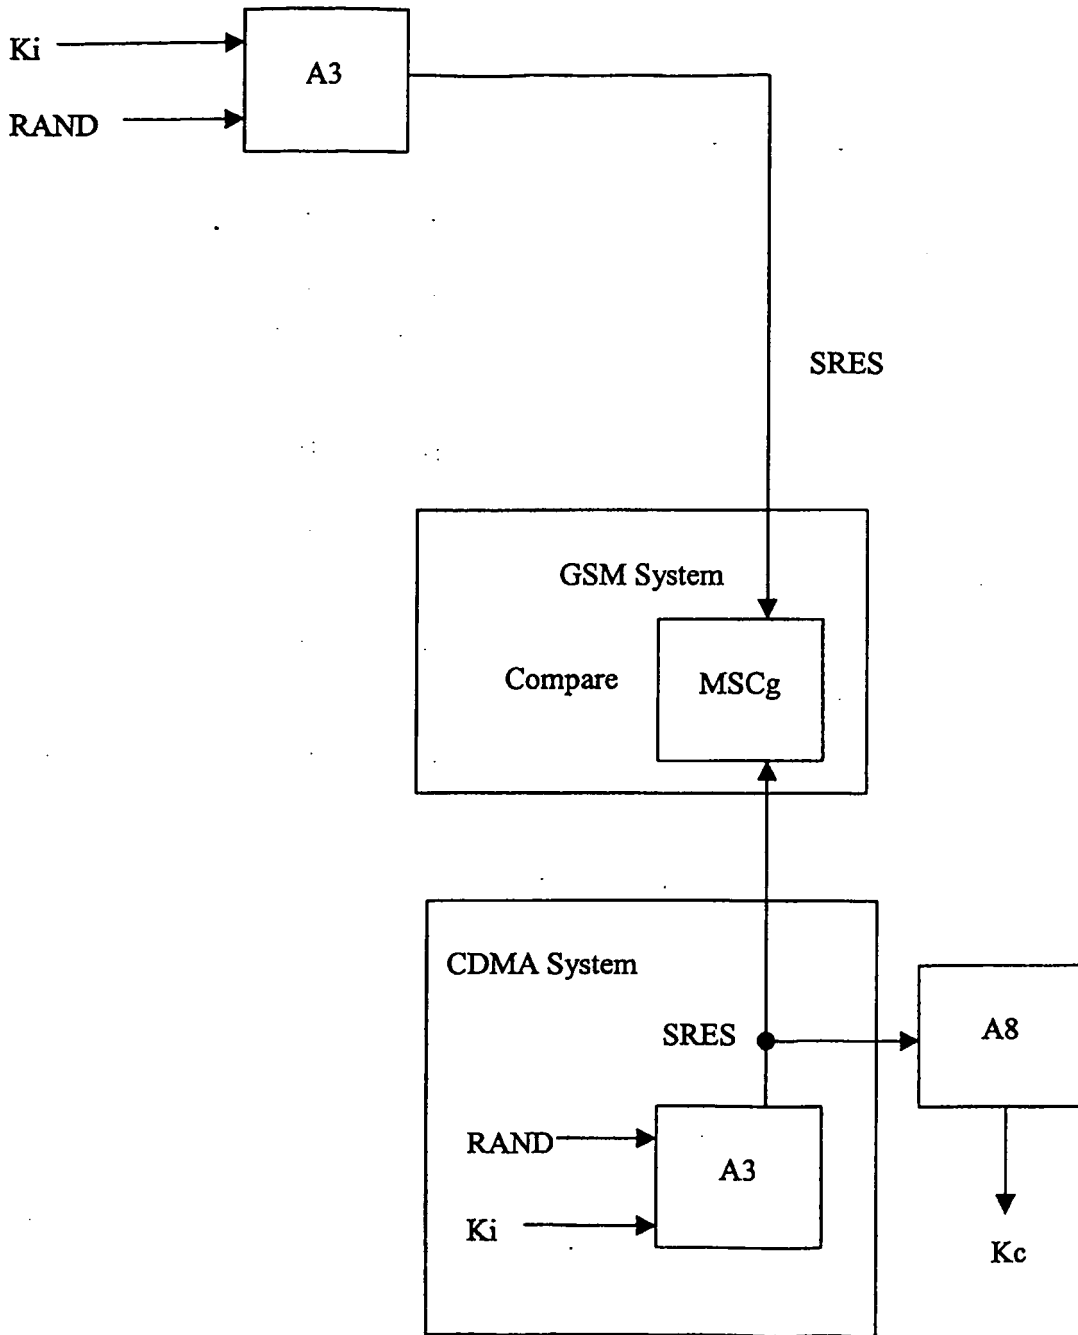 Ki
A3
RAND
SRES
GSM System
Compare
MSCg
CDMA System
SRES
A8
RAND
A3
Ki
Kc